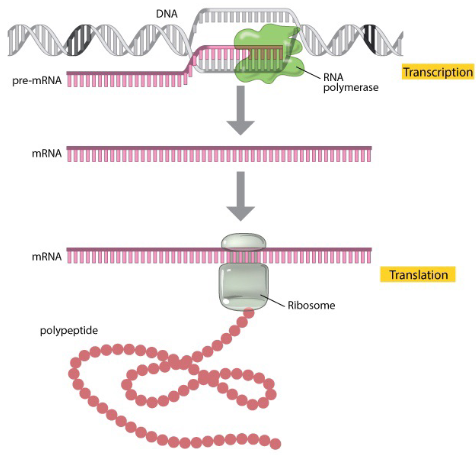 DNA
pre-mRNA
RNA
polymerase
Transcription
mRNA
mRNA
Translation
Ribosome
polypeptide